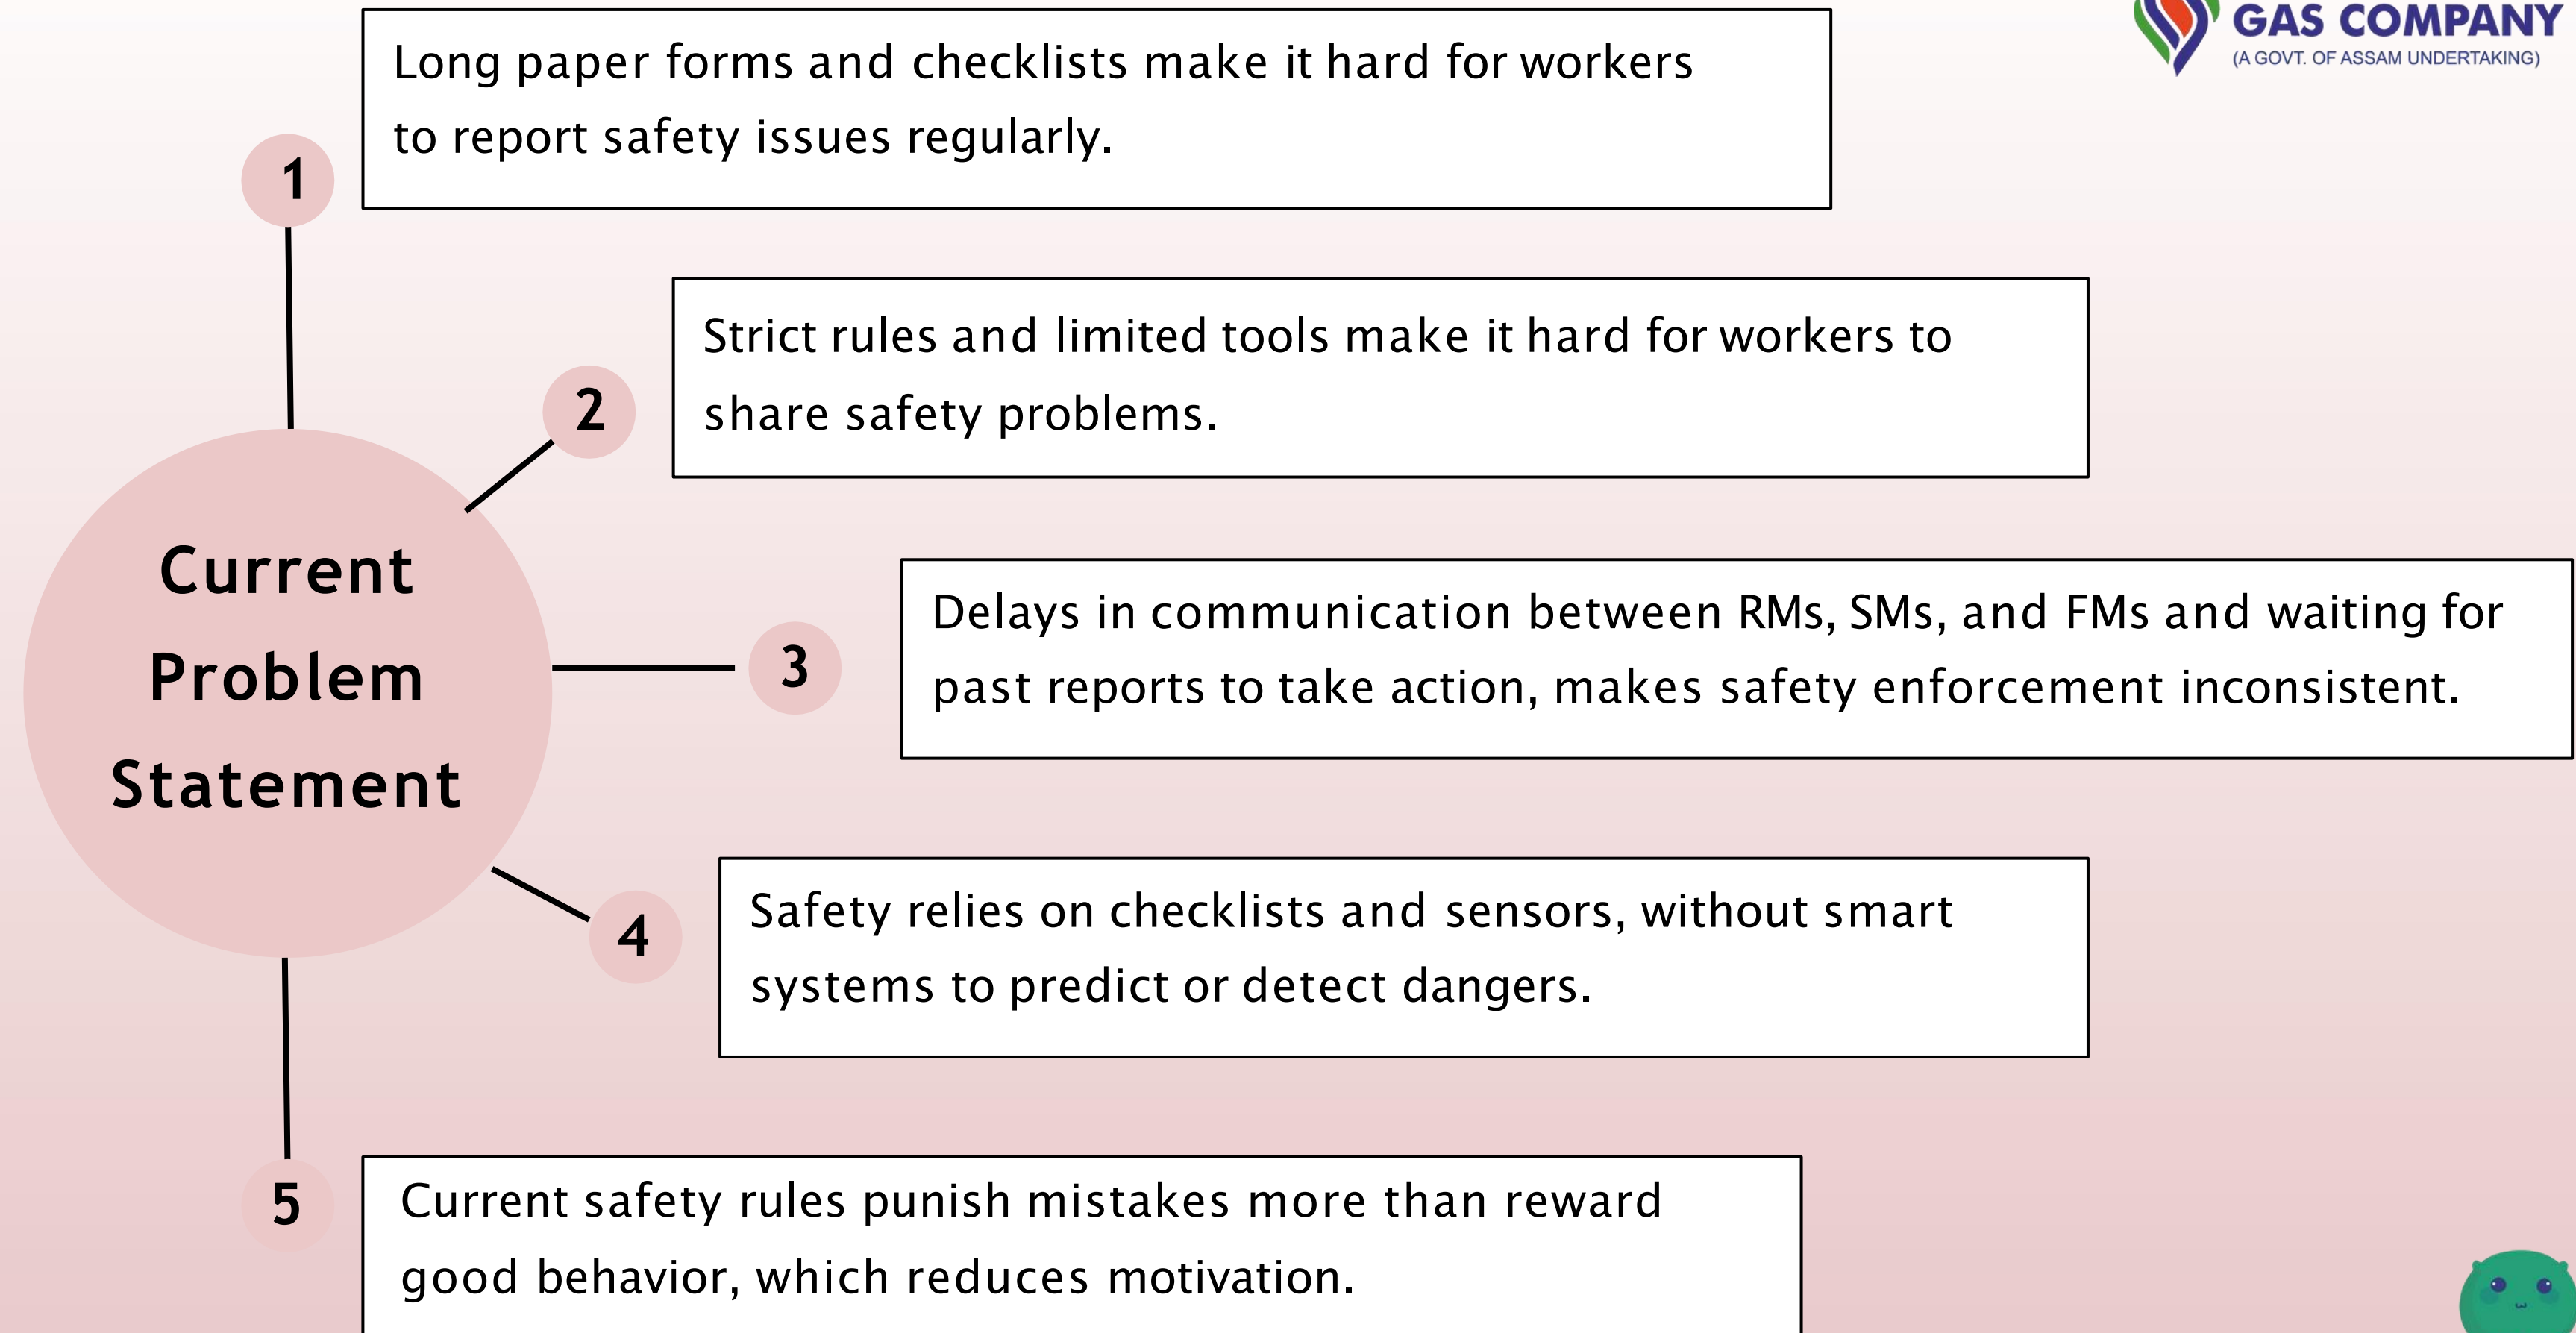 GAS COMPANY
(A GOVT. OF ASSAM UNDERTAKING)
1
Long paper forms and checklists make it hard for workers
to report safety issues regularly.
2
Strict rules and limited tools make it hard for workers to
share safety problems.
Current
Problem
Statement
3
Delays in communication between RMs, SMs, and FMs and waiting for
past reports to take action, makes safety enforcement inconsistent.
4
Safety relies on checklists and sensors, without smart
systems to predict or detect dangers.
5
Current safety rules punish mistakes more than reward
good behavior, which reduces motivation.